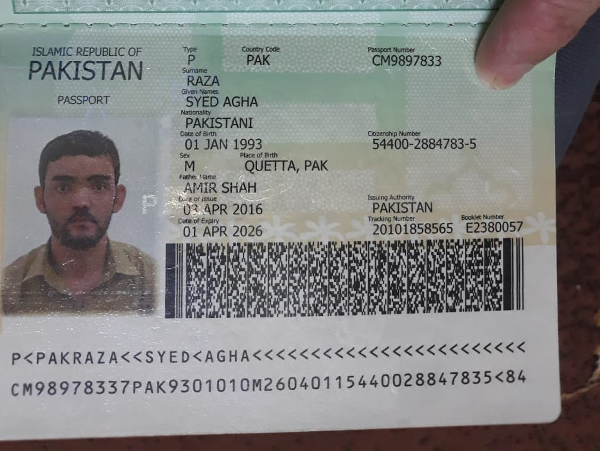 ISLAMIC REPUBLIC OF
PAKISTAN
PASSPORT
Type Country Code Passport Number
P PAK CM9897833
Surname
RAZA
Given Names
SYED AGHA
Nationality
PAKISTANI
Date of Birth Citizenship Number
01 JAN 1993 54400-2884783-5
Sex Place of Birth
M QUETTA, PAK
Father Name
AMIR SHAH
Date of Issue Issuing Authority
03 APR 2016 PAKISTAN
Date of Expiry Tracking Number Booklet Number
01 APR 2026 20101858565 E2380057
P<PAKRAZA<<SYED<AGHA<<<<<<<<<<<<<<<<<<<<<<<<
CM98978337PAK9301010M26040115440028847835<84